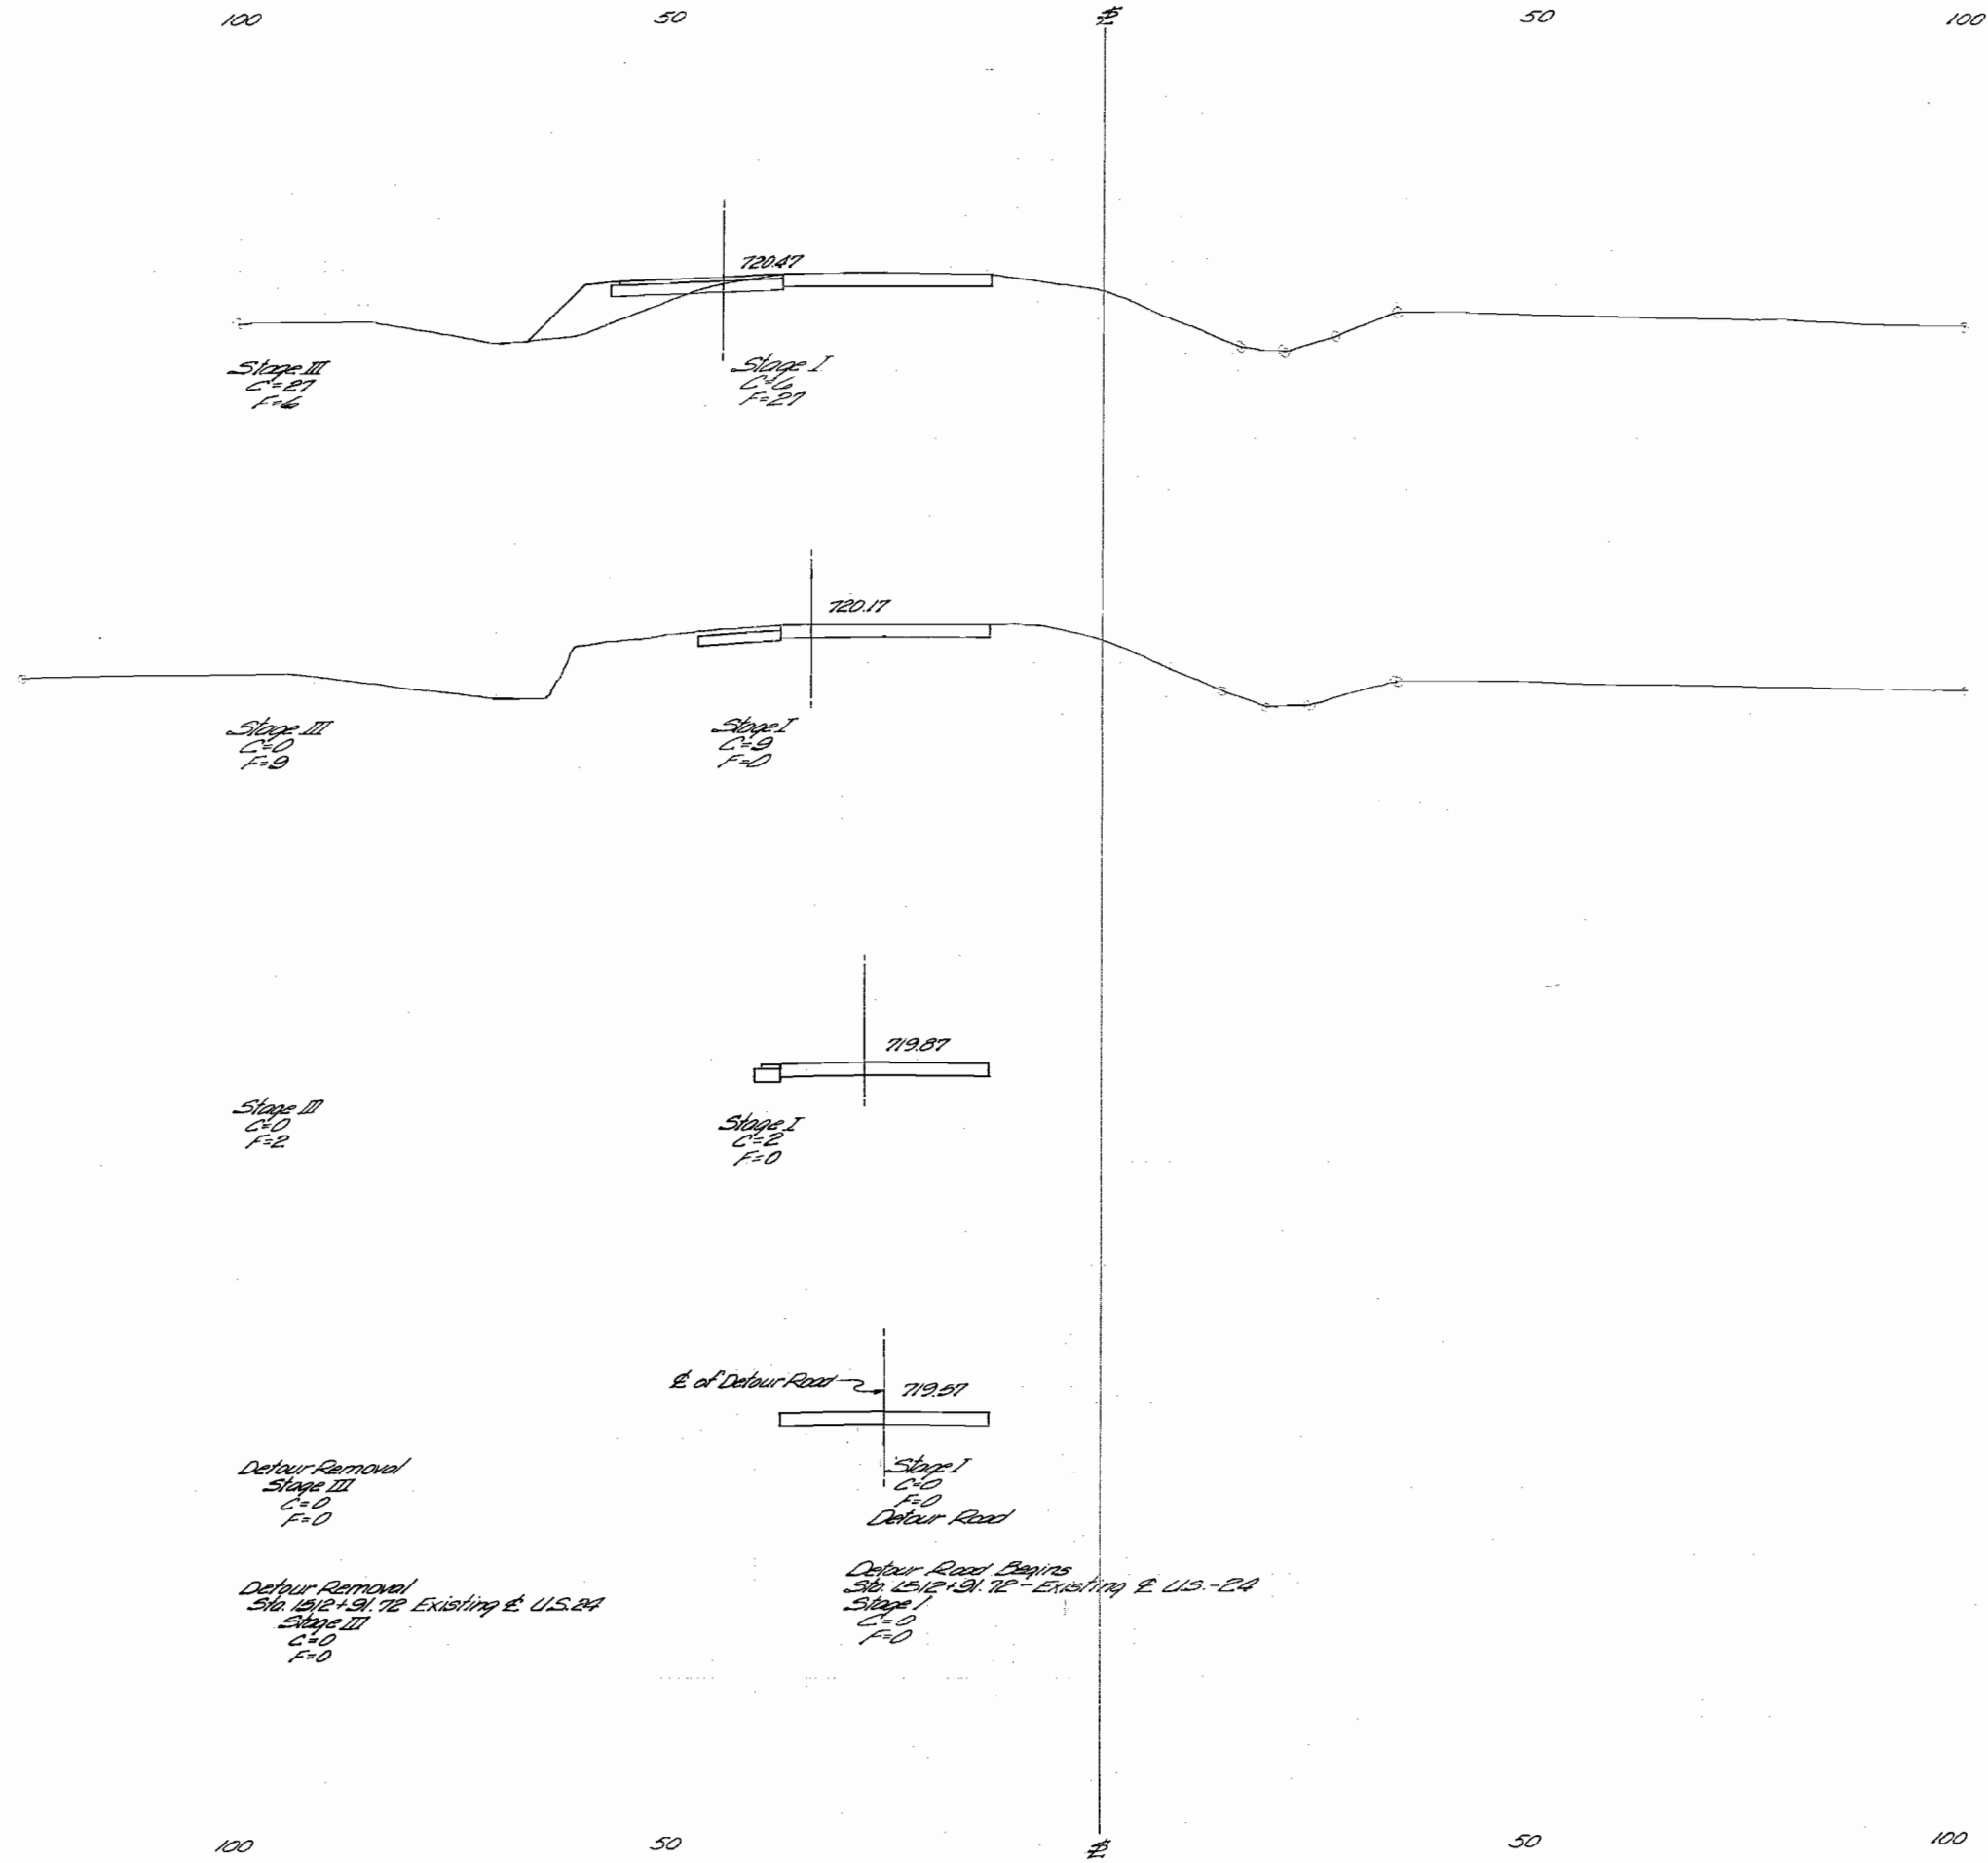 100 50 ℄ 50 100
720.47
Stage III
C=27
F=6
Stage I
C=6
F=27
720.17
Stage III
C=0
F=9
Stage I
C=9
F=0
719.87
Stage III
C=0
F=2
Stage I
C=2
F=0
℄ of Detour Road
719.57
Detour Removal
Stage III
C=0
F=0
Stage I
C=0
F=0
Detour Road
Detour Removal
Sta. 1512+91.72 Existing ℄ U.S. 24
Stage III
C=0
F=0
Detour Road Begins
Sta. 1512+91.72 - Existing ℄ U.S.-24
Stage I
C=0
F=0
100 50 ℄ 50 100